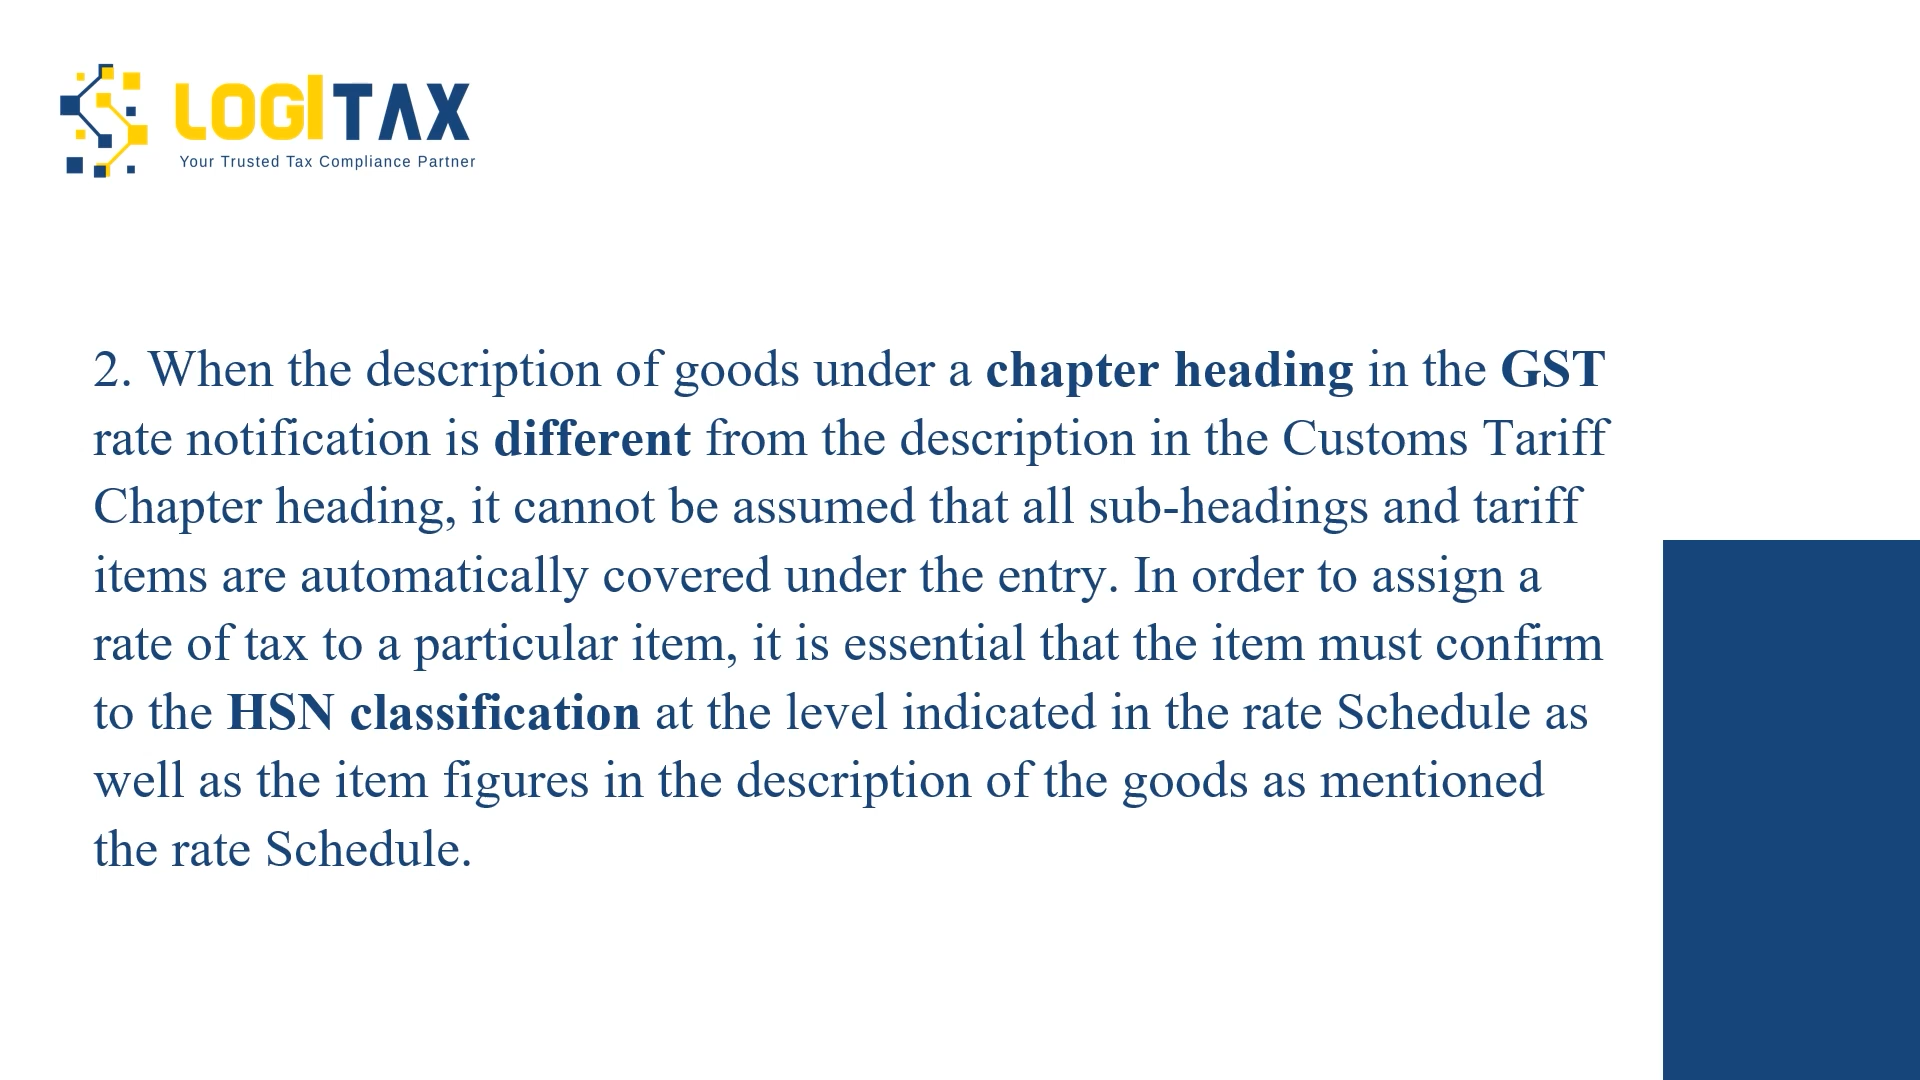 LOGITAX
Your Trusted Tax Compliance Partner
2. When the description of goods under a chapter heading in the GST
rate notification is different from the description in the Customs Tariff
Chapter heading, it cannot be assumed that all sub-headings and tariff
items are automatically covered under the entry. In order to assign a
rate of tax to a particular item, it is essential that the item must confirm
to the HSN classification at the level indicated in the rate Schedule as
well as the item figures in the description of the goods as mentioned
the rate Schedule.